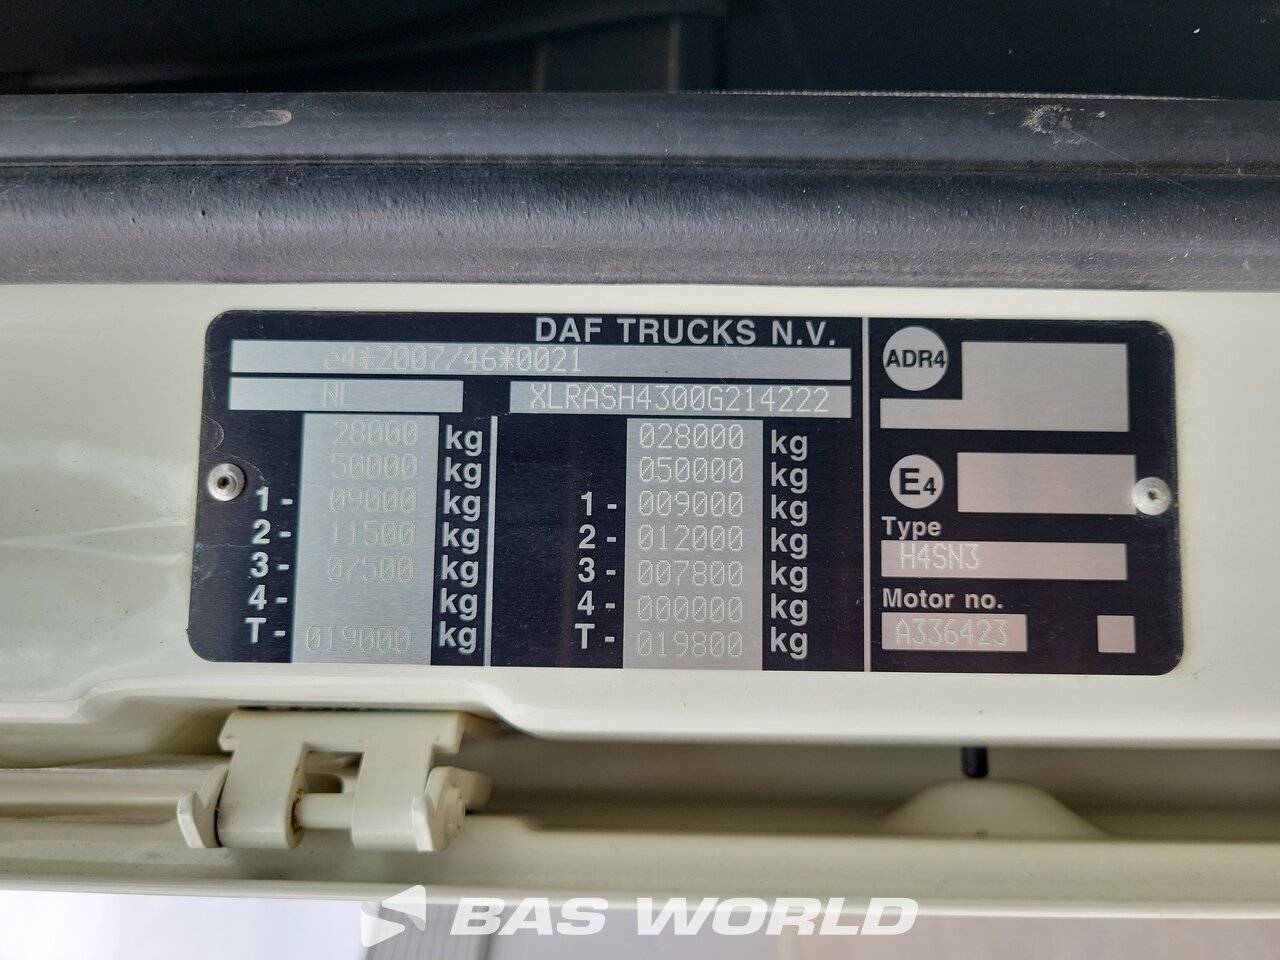 DAF TRUCKS N.V.
e4*2007/46*0021
NL XLRASH4300G214222
28000 kg 028000 kg
50000 kg 050000 kg
1- 09000 kg 1- 009000 kg
2- 11500 kg 2- 012000 kg
3- 07500 kg 3- 007800 kg
4- kg 4- 000000 kg
T- 019000 kg T- 019800 kg
ADR4
E4
Type
H4SN3
Motor no.
A336423
BAS WORLD